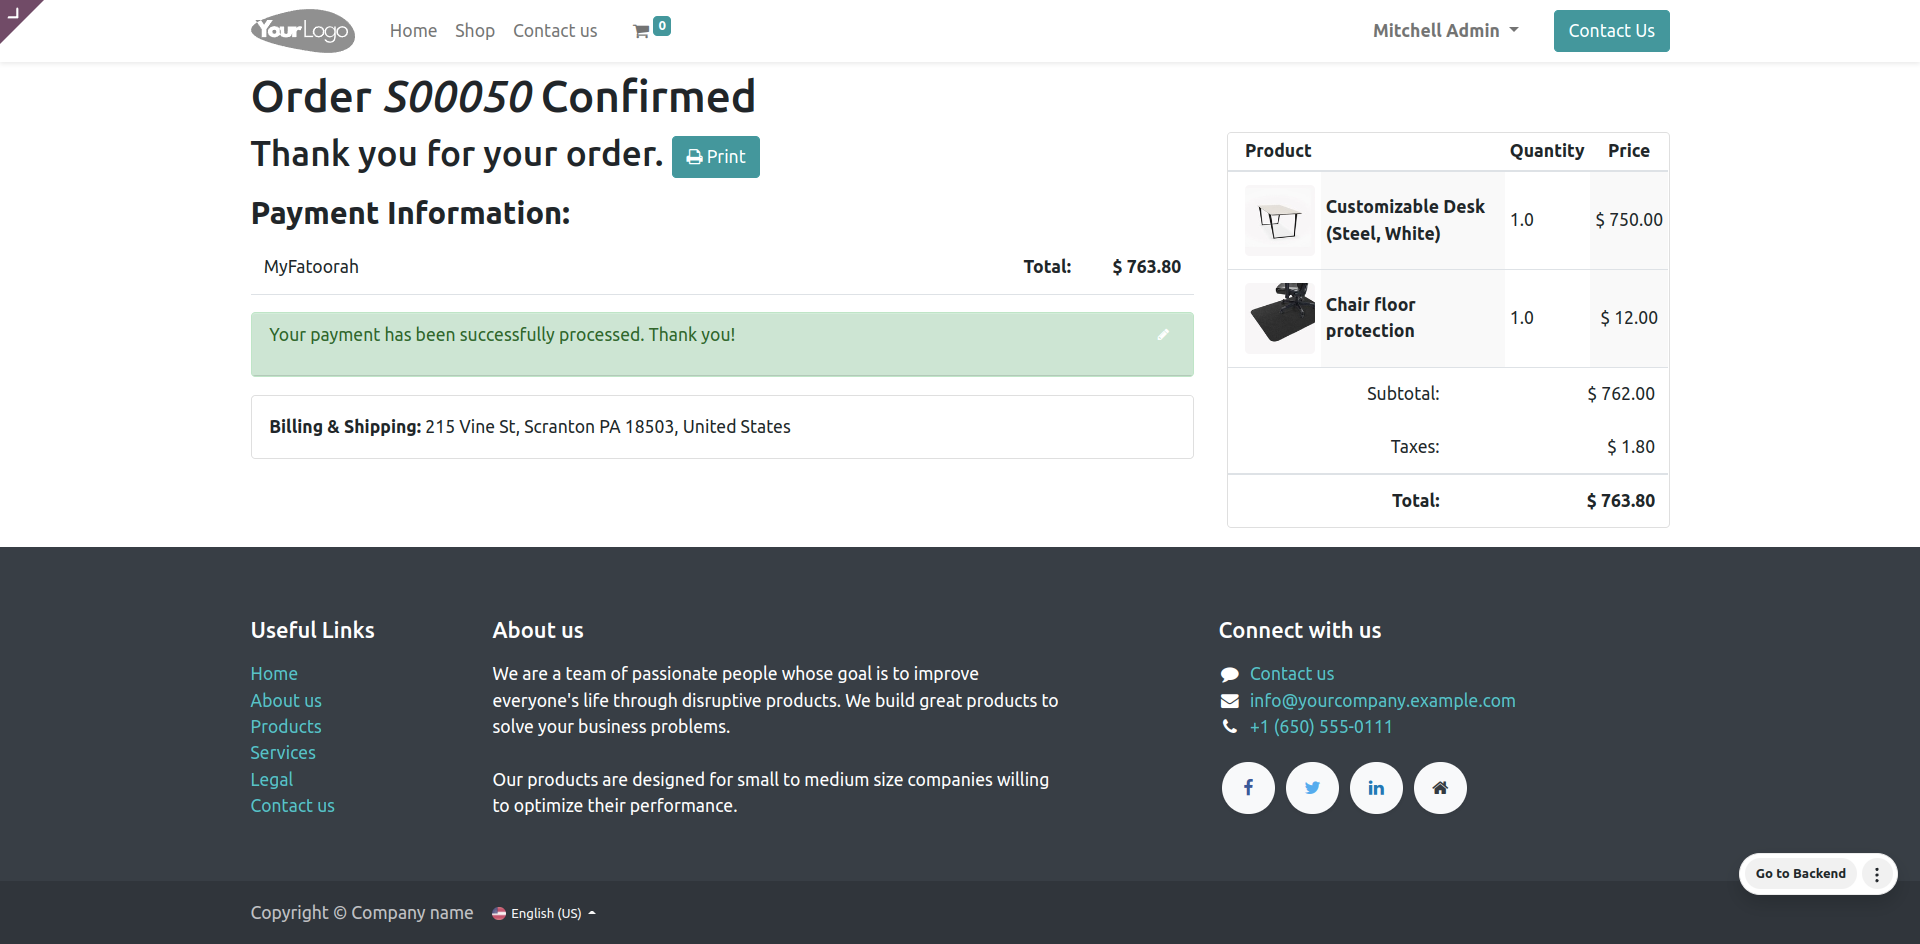 YourLogo
Home
Shop
Contact us
0
Mitchell Admin
Contact Us
Order S00050 Confirmed
Thank you for your order.
Print
Payment Information:
MyFatoorah
Total:
$ 763.80
Your payment has been successfully processed. Thank you!
Billing & Shipping: 215 Vine St, Scranton PA 18503, United States
Product
Quantity
Price
Customizable Desk
(Steel, White)
1.0
$ 750.00
Chair floor
protection
1.0
$ 12.00
Subtotal:
$ 762.00
Taxes:
$ 1.80
Total:
$ 763.80
Useful Links
Home
About us
Products
Services
Legal
Contact us
About us
We are a team of passionate people whose goal is to improve
everyone's life through disruptive products. We build great products to
solve your business problems.
Our products are designed for small to medium size companies willing
to optimize their performance.
Connect with us
Contact us
info@yourcompany.example.com
+1 (650) 555-0111
Go to Backend
Copyright © Company name
English (US)